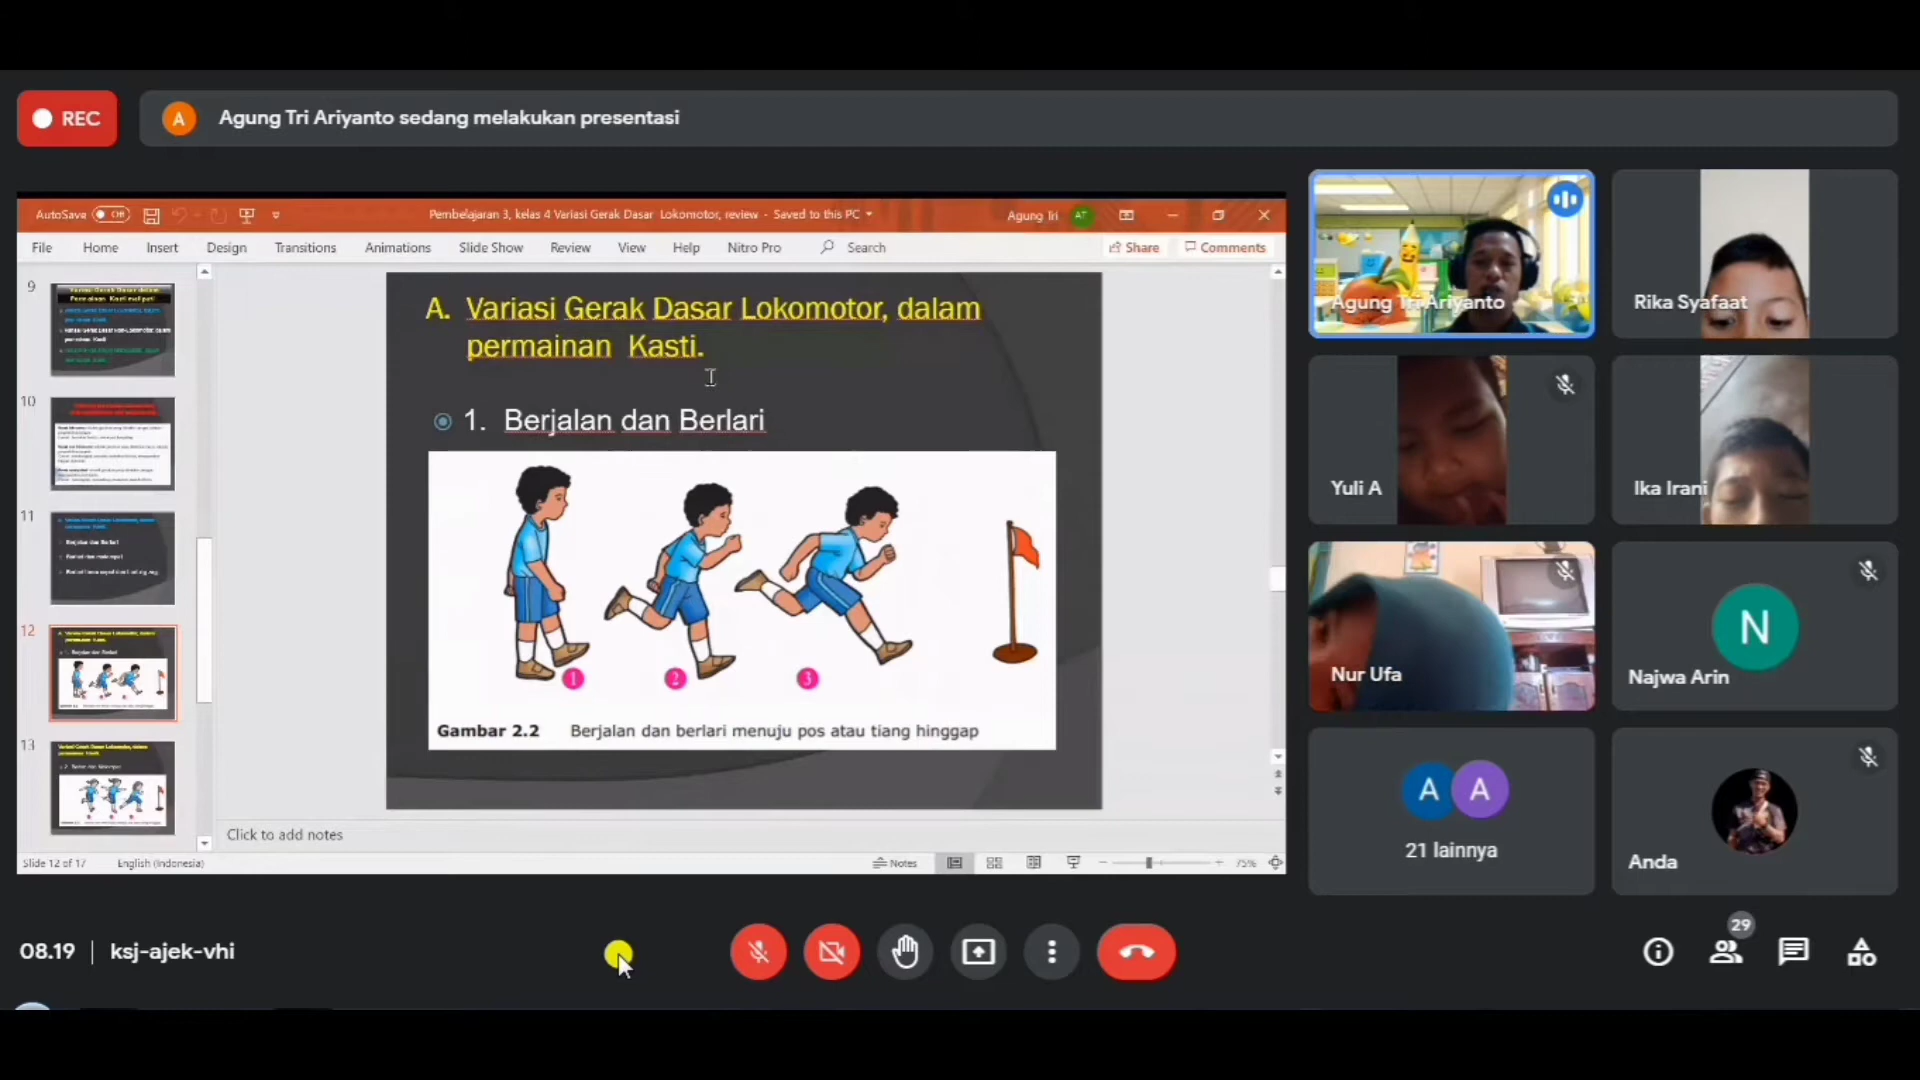 REC
A
Agung Tri Ariyanto sedang melakukan presentasi
AutoSave Off
Pembelajaran 3, kelas 4 Variasi Gerak Dasar Lokomotor, review - Saved to this PC
Agung Tri AT
File Home Insert Design Transitions Animations Slide Show Review View Help Nitro Pro Search Share Comments
9
10
11
12
13
A. Variasi Gerak Dasar Lokomotor, dalam
permainan Kasti.
1. Berjalan dan Berlari
1 2 3
Gambar 2.2 Berjalan dan berlari menuju pos atau tiang hinggap
Click to add notes
Slide 12 of 17 English (Indonesia) Notes 75%
Agung Tri Ariyanto
Rika Syafaat
Yuli A
Ika Irani
Nur Ufa
N
Najwa Arin
A A
21 lainnya
Anda
08.19 ksj-ajek-vhi
29